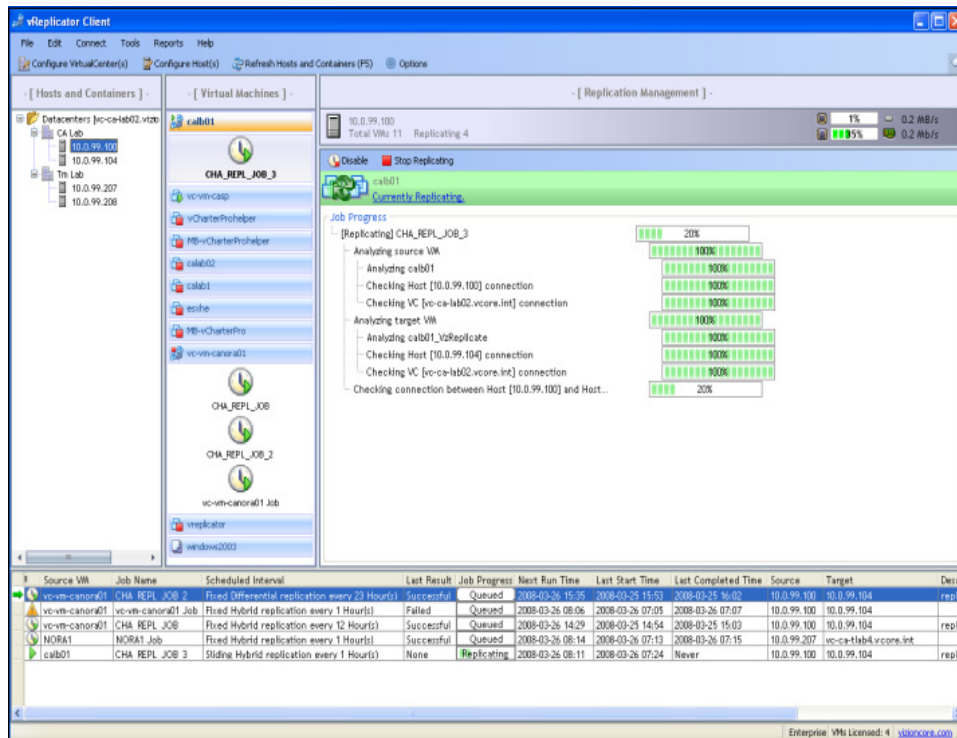 vReplicator Client
File Edit Connect Tools Reports Help
Configure VirtualCenter(s) Configure Host(s) Refresh Hosts and Containers (F5) Options
-[ Hosts and Containers ]-
-[ Virtual Machines ]-
-[ Replication Management ]-
Datacenters [vc-ca-lab02.vizio
CA Lab
10.0.99.100
10.0.99.104
Tm Lab
10.0.99.207
10.0.99.208
calb01
CHA_REPL_JOB_3
vc-vm-casp
vCharterProhelper
MB-vCharterProhelper
calab02
calab1
esxhe
MB-vCharterPro
vc-vm-canora01
CHA_REPL_JOB
CHA_REPL_JOB_2
vc-vm-canora01 Job
vreplicator
windows2003
10.0.99.100
Total VMs 11 Replicating 4
1% 0.2 MB/s
35% 0.2 Mb/s
Disable Stop Replicating
calb01
Currently Replicating.
Job Progress
[Replicating] CHA_REPL_JOB_3 20%
Analyzing source VM 100%
Analyzing calb01 100%
Checking Host [10.0.99.100] connection 100%
Checking VC [vc-ca-lab02.vcore.int] connection 100%
Analyzing target VM 100%
Analyzing calb01_VzReplicate 100%
Checking Host [10.0.99.104] connection 100%
Checking VC [vc-ca-lab02.vcore.int] connection 100%
Checking connection between Host [10.0.99.100] and Host... 20%
! Source VM Job Name Scheduled Interval Last Result Job Progress Next Run Time Last Start Time Last Completed Time Source Target Desc
vc-vm-canora01 CHA_REPL_JOB_2 Fixed Differential replication every 23 Hour(s) Successful Queued 2008-03-26 15:35 2008-03-25 15:53 2008-03-25 16:02 10.0.99.100 10.0.99.104 repl
vc-vm-canora01 vc-vm-canora01 Job Fixed Hybrid replication every 1 Hour(s) Failed Queued 2008-03-26 08:06 2008-03-26 07:05 2008-03-26 07:07 10.0.99.100 10.0.99.104
vc-vm-canora01 CHA_REPL_JOB Fixed Hybrid replication every 12 Hour(s) Successful Queued 2008-03-26 14:29 2008-03-25 14:54 2008-03-25 15:03 10.0.99.100 10.0.99.104 repl
NORA1 NORA1 Job Fixed Hybrid replication every 1 Hour(s) Successful Queued 2008-03-26 08:14 2008-03-26 07:13 2008-03-26 07:15 10.0.99.207 vc-ca-tlab4.vcore.int
calb01 CHA_REPL_JOB_3 Sliding Hybrid replication every 1 Hour(s) None Replicating 2008-03-26 08:11 2008-03-26 07:24 Never 10.0.99.100 10.0.99.104 repl
Enterprise VMs Licensed: 4 vizioncore.com